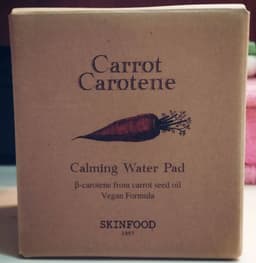 Carrot
Carotene
Calming Water Pad
β-carotene from carrot seed oil
Vegan Formula
SKINFOOD
1957